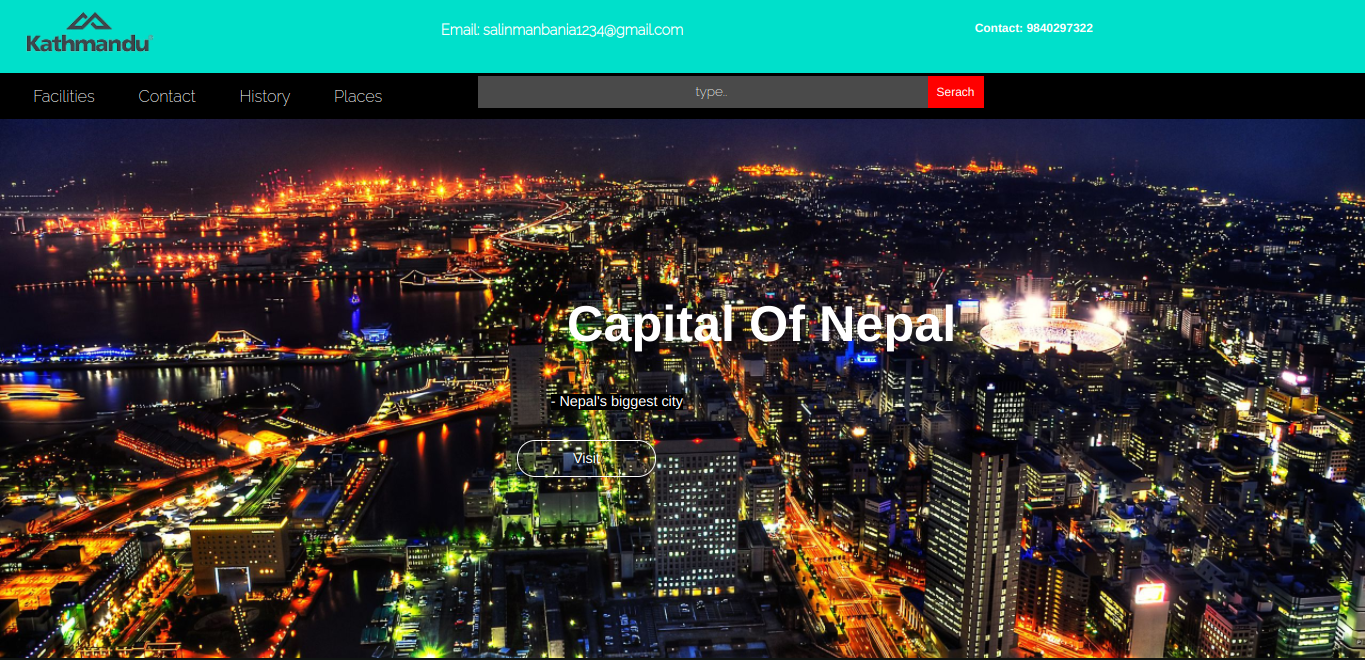 Kathmandu®
Email: salinmanbania1234@gmail.com
Contact: 9840297322
Facilities Contact History Places
type..
Serach
Capital Of Nepal
- Nepal's biggest city
Visit